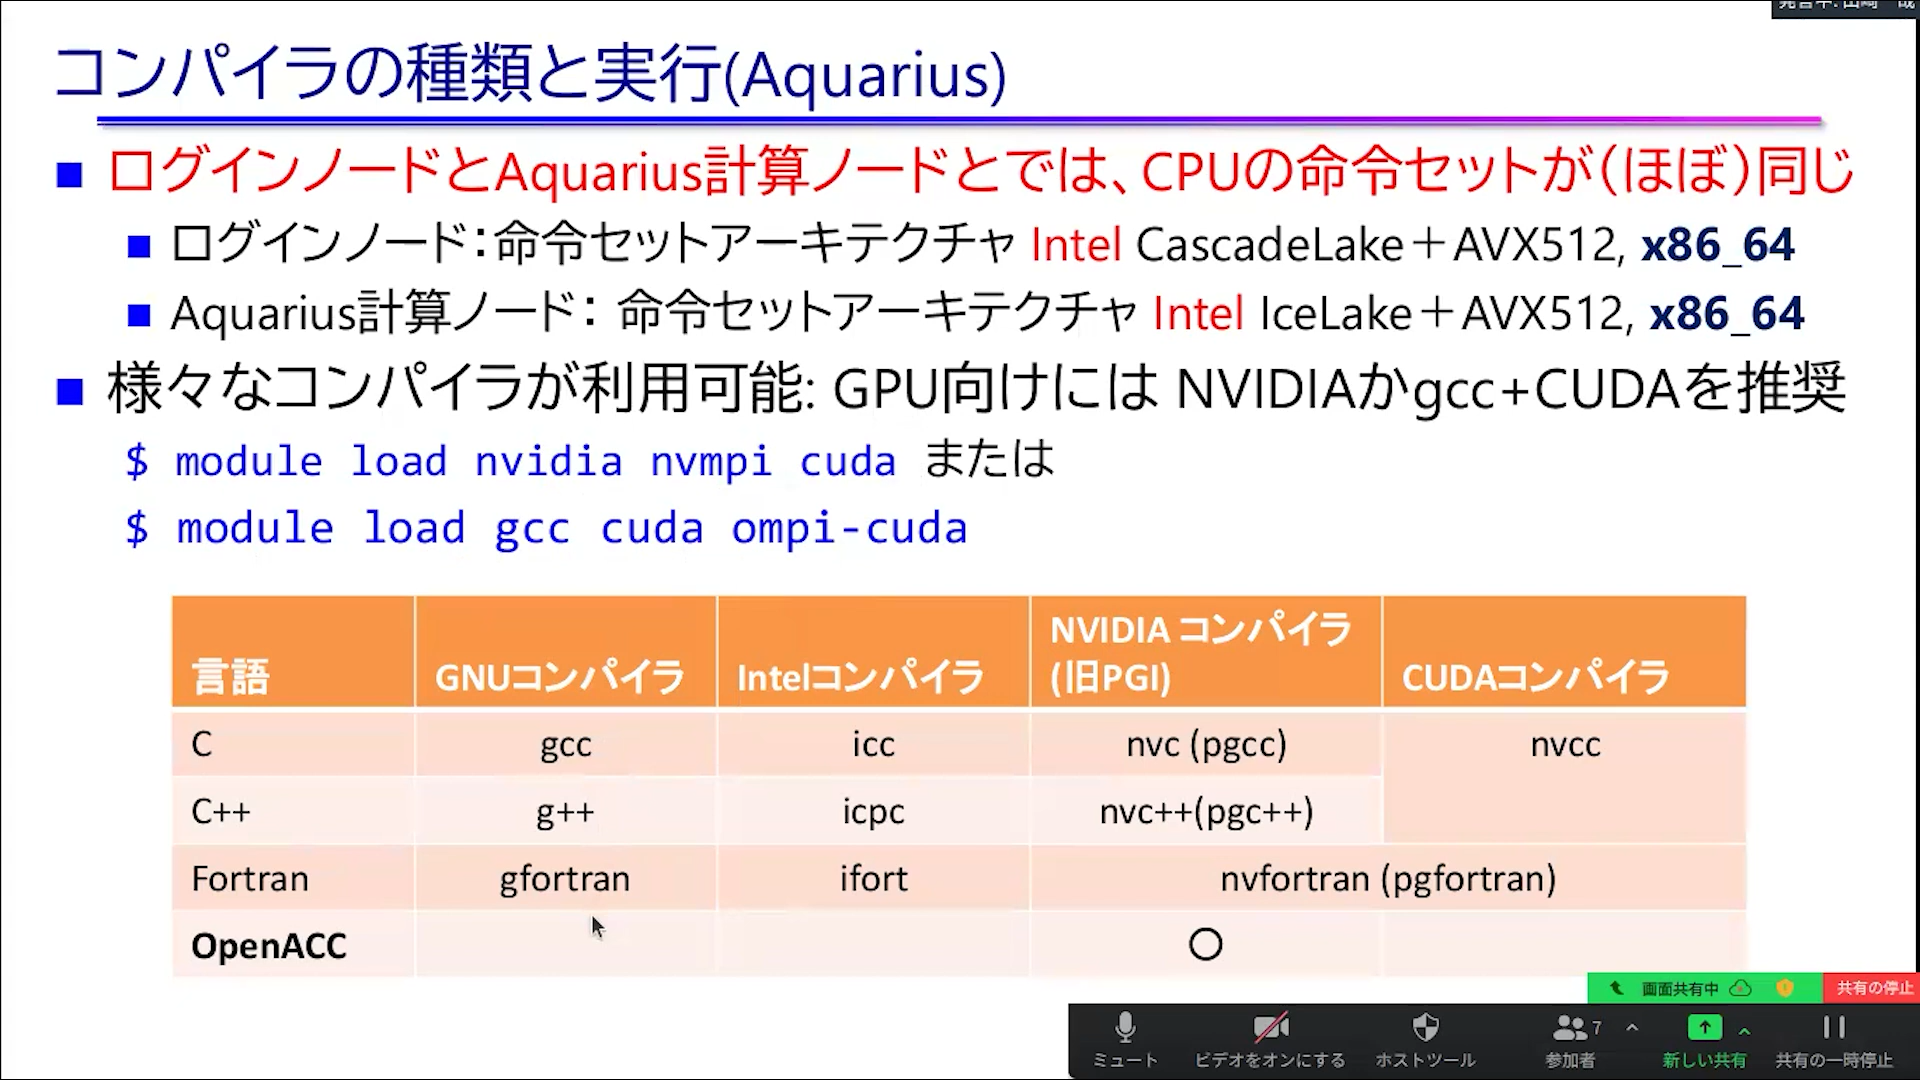 コンパイラの種類と実行(Aquarius)
ログインノードとAquarius計算ノードとでは、CPUの命令セットが（ほぼ）同じ
ログインノード：命令セットアーキテクチャ Intel CascadeLake＋AVX512, x86_64
Aquarius計算ノード： 命令セットアーキテクチャ Intel IceLake＋AVX512, x86_64
様々なコンパイラが利用可能: GPU向けには NVIDIAかgcc+CUDAを推奨
$ module load nvidia nvmpi cuda または
$ module load gcc cuda ompi-cuda
言語 GNUコンパイラ Intelコンパイラ NVIDIA コンパイラ (旧PGI) CUDAコンパイラ
C gcc icc nvc (pgcc) nvcc
C++ g++ icpc nvc++(pgc++)
Fortran gfortran ifort nvfortran (pgfortran)
OpenACC ○
画面共有中 共有の停止
7
ミュート ビデオをオンにする ホストツール 参加者 新しい共有 共有の一時停止